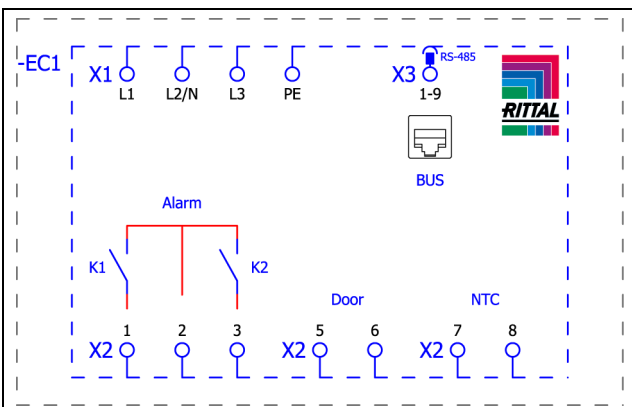 -EC1
X1
L1
L2/N
L3
PE
X3
RS-485
1-9
RITTAL
BUS
Alarm
K1
K2
Door
NTC
X2
1
2
3
X2
5
6
X2
7
8